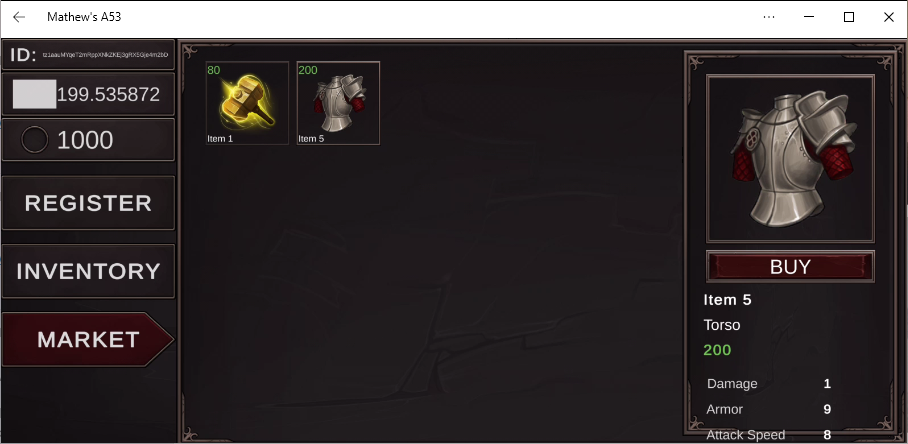 Mathew's A53
ID:
199.535872
1000
REGISTER
INVENTORY
MARKET
80
Item 1
200
Item 5
BUY
Item 5
Torso
200
Damage 1
Armor 9
Attack Speed 8